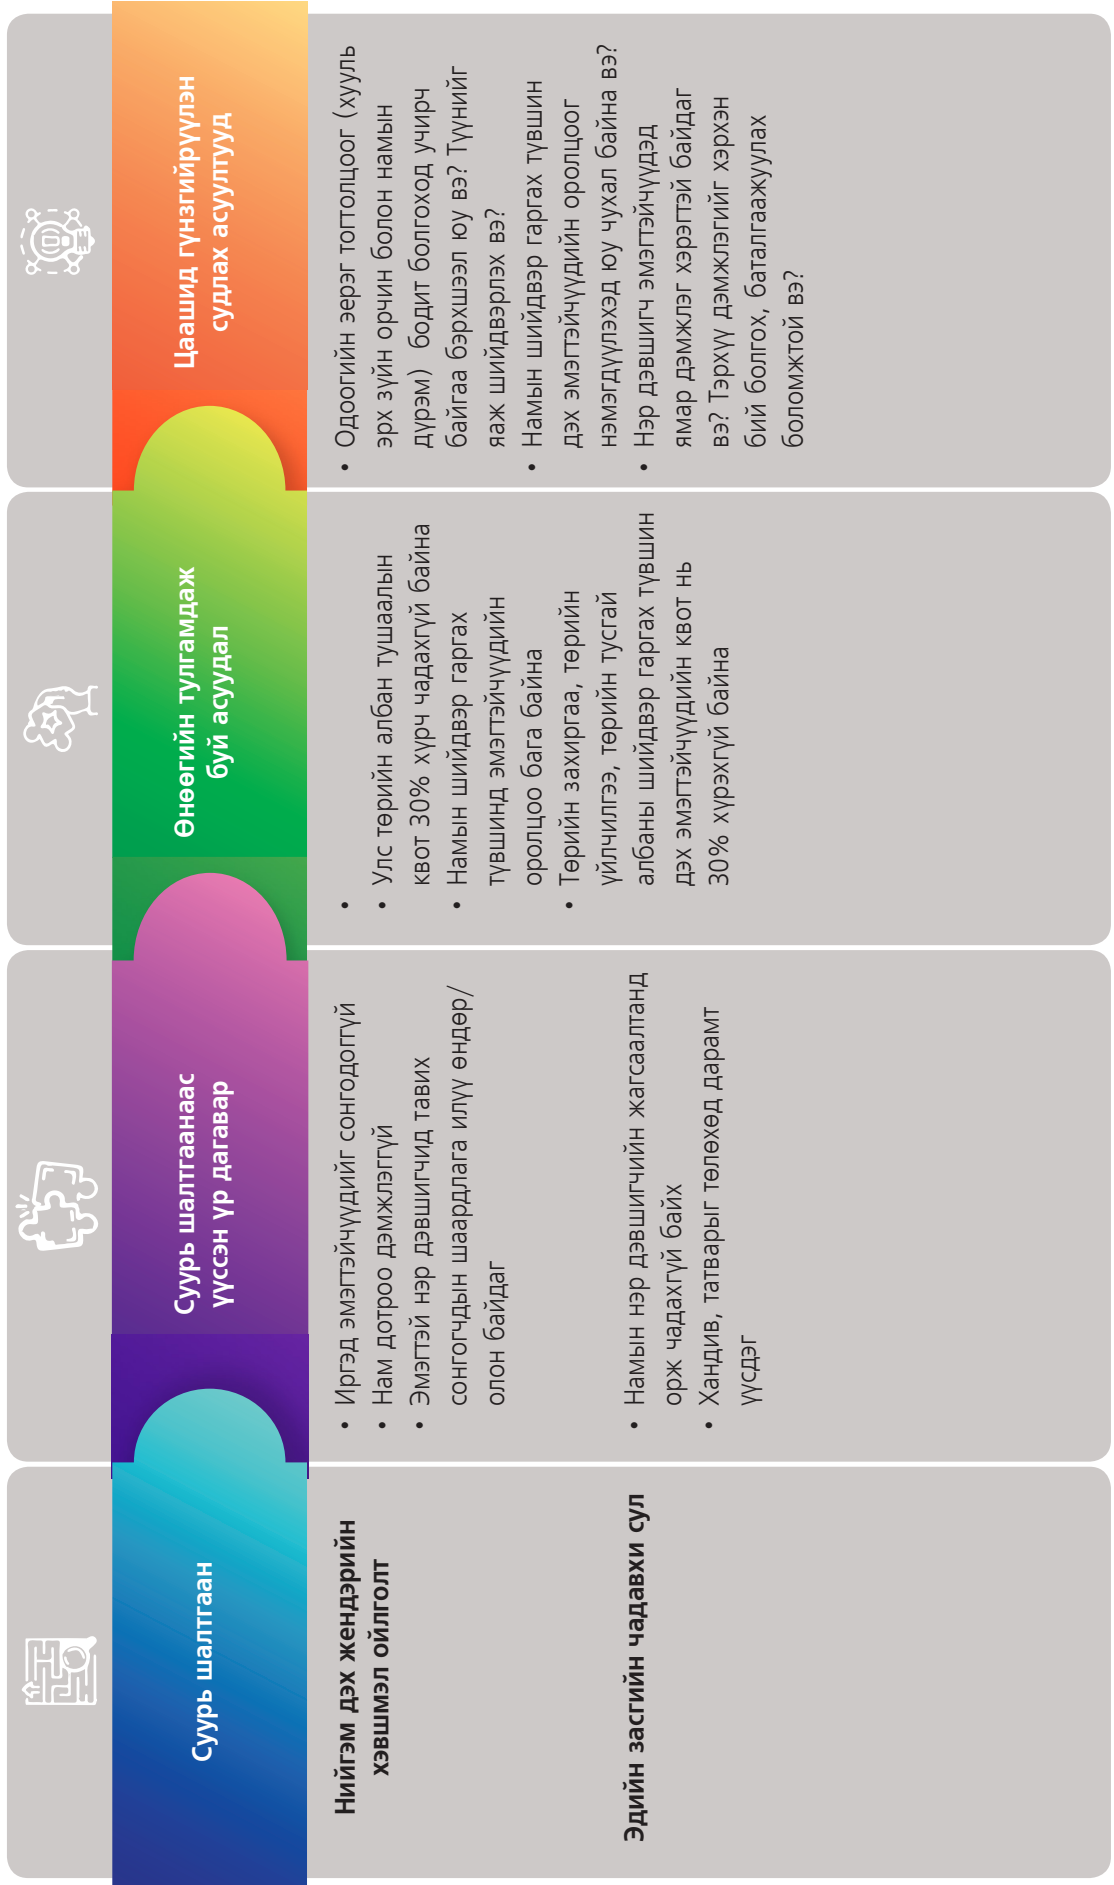 Суурь шалтгаан
Нийгэм дэх жендэрийн
хэвшмэл ойлголт
Эдийн засгийн чадавхи сул
Суурь шалтгаанаас
үүссэн үр дагавар
• Иргэд эмэгтэйчүүдийг сонгодоггүй
• Нам дотроо дэмжлэггүй
• Эмэгтэй нэр дэвшигчид тавих
сонгогчдын шаардлага илүү өндөр/
олон байдаг
• Намын нэр дэвшигчийн жагсаалтанд
орж чадахгүй байх
• Хандив, татварыг төлөхөд дарамт
үүсдэг
Өнөөгийн тулгамдаж
буй асуудал
•
• Улс төрийн албан тушаалын
квот 30% хүрч чадахгүй байна
• Намын шийдвэр гаргах
түвшинд эмэгтэйчүүдийн
оролцоо бага байна
• Төрийн захиргаа, төрийн
үйлчилгээ, төрийн тусгай
албаны шийдвэр гаргах түвшин
дэх эмэгтэйчүүдийн квот нь
30% хүрэхгүй байна
Цаашид гүнзгийрүүлэн
судлах асуултууд
• Одоогийн эерэг тогтолцоог (хууль
эрх зүйн орчин болон намын
дүрэм) бодит болгоход учирч
байгаа бэрхшээл юу вэ? Түүнийг
яаж шийдвэрлэх вэ?
• Намын шийдвэр гаргах түвшин
дэх эмэгтэйчүүдийн оролцоог
нэмэгдүүлэхэд юу чухал байна вэ?
• Нэр дэвшигч эмэгтэйчүүдэд
ямар дэмжлэг хэрэгтэй байдаг
вэ? Тэрхүү дэмжлэгийг хэрхэн
бий болгох, баталгаажуулах
боломжтой вэ?